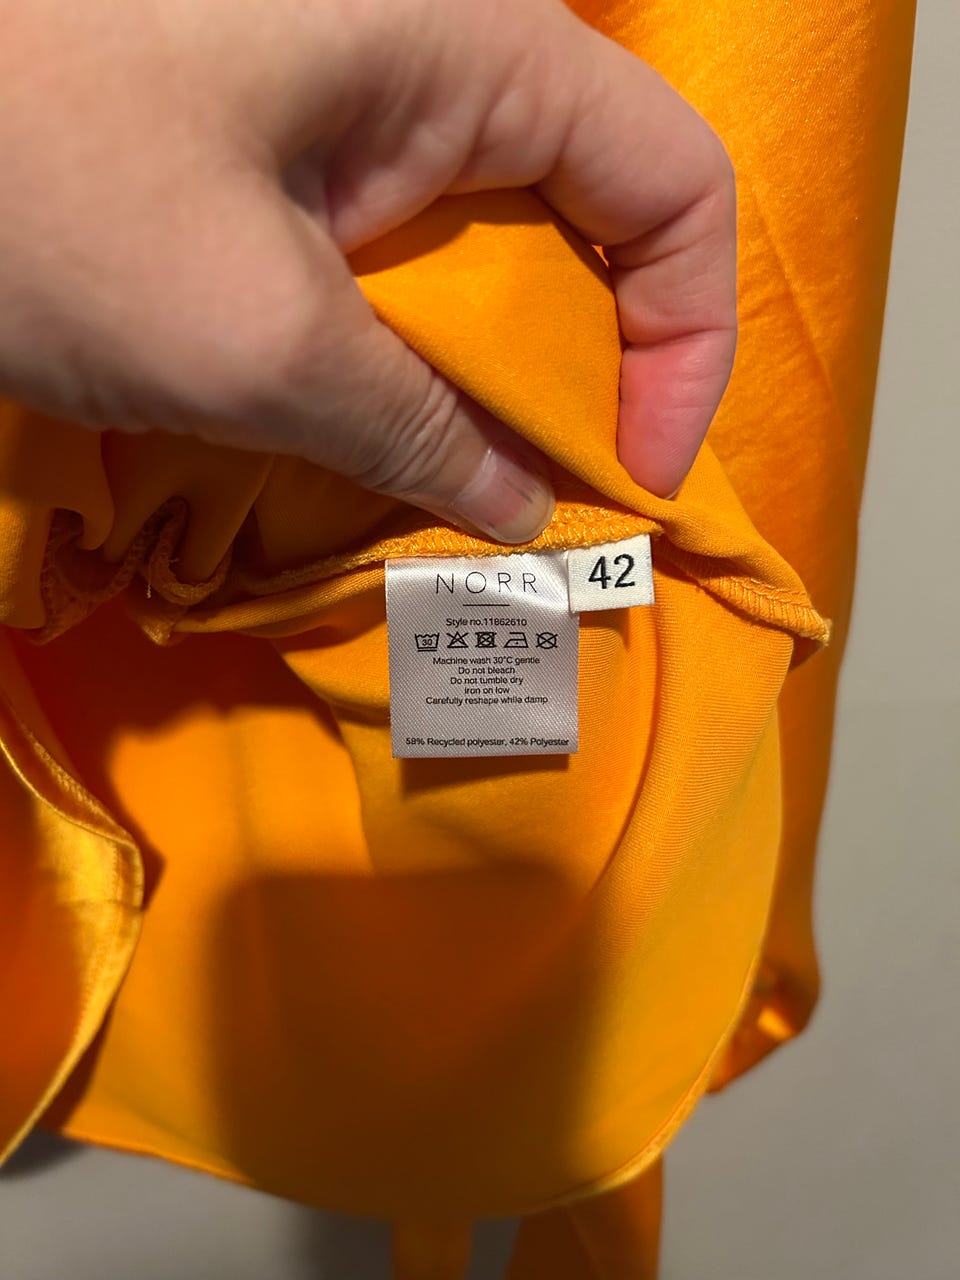 NORR
42
Style no.11862610
30
Machine wash 30°C gentle
Do not bleach
Do not tumble dry
Iron on low
Carefully reshape while damp
58% Recycled polyester, 42% Polyester